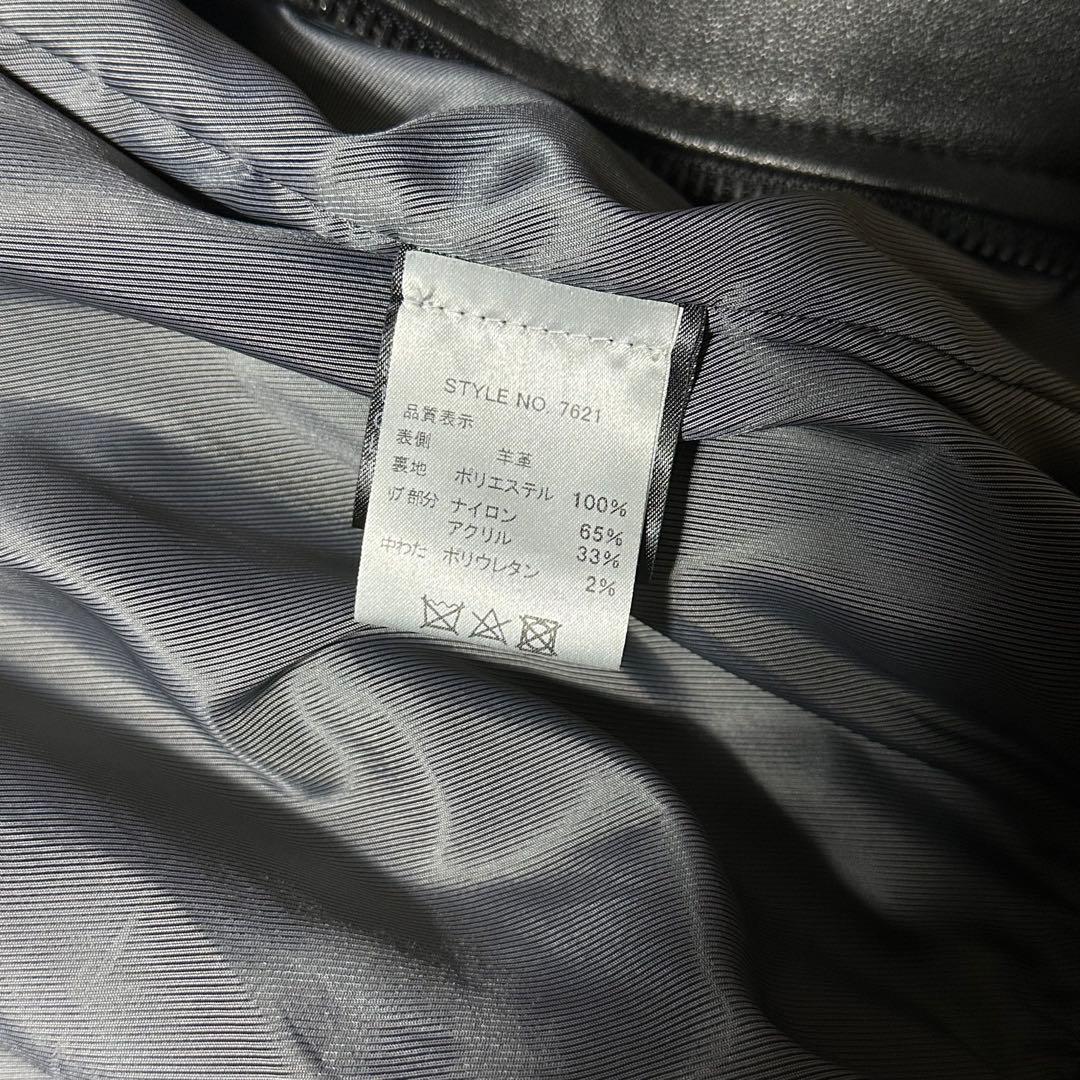 STYLE NO. 7621
品質表示
表側 羊革
裏地 ポリエステル 100%
リブ部分 ナイロン 65%
アクリル 33%
中わた ポリウレタン 2%